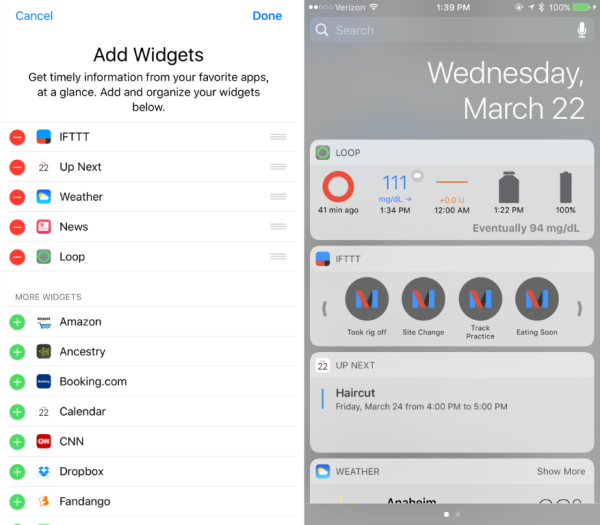 Cancel
Done
Add Widgets
Get timely information from your favorite apps,
at a glance. Add and organize your widgets
below.
IFTTT
22 Up Next
Weather
News
Loop
MORE WIDGETS
Amazon
Ancestry
Booking.com
22 Calendar
CNN
Dropbox
Fandango
Verizon 1:39 PM 100%
Search
Wednesday,
March 22
LOOP
111
mg/dL → +0.0 U
41 min ago 1:34 PM 12:00 AM 1:22 PM 100%
Eventually 94 mg/dL
IFTTT
Took rig off Site Change Track Practice Eating Soon
22 UP NEXT
Haircut
Friday, March 24 from 4:00 PM to 5:00 PM
WEATHER Show More
Anaheim